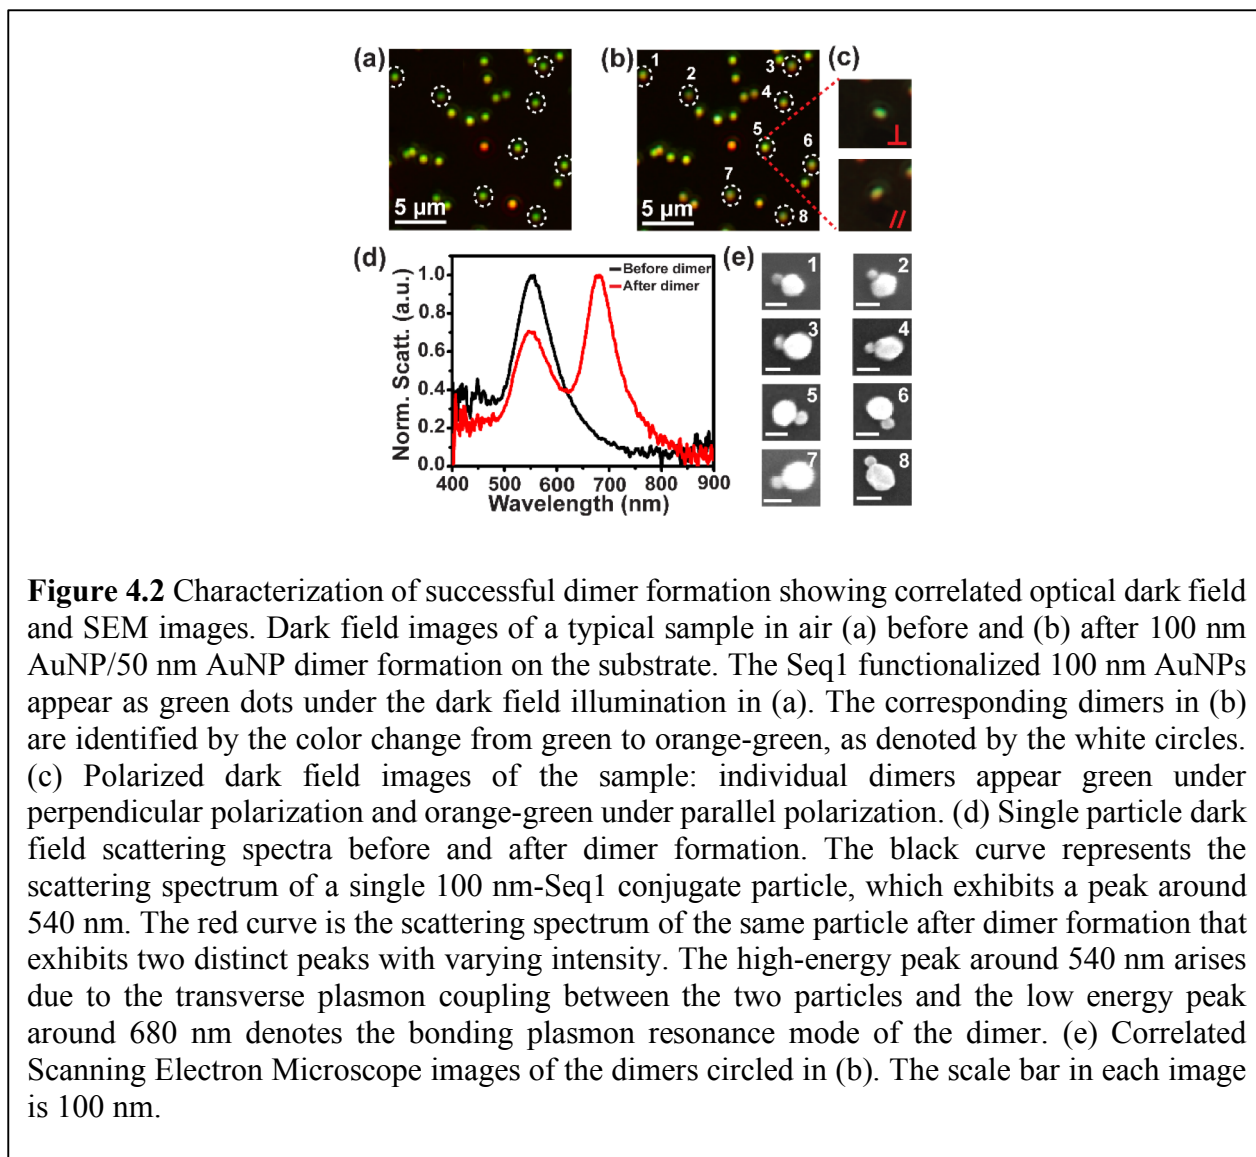 (a)
(b)
(c)
1
2
3
4
5
6
7
8
5 µm
5 µm
⊥
//
(d)
Before dimer
After dimer
1.0
0.8
0.6
0.4
0.2
0.0
Norm. Scatt. (a.u.)
400 500 600 700 800 900
Wavelength (nm)
(e)
1
2
3
4
5
6
7
8
Figure 4.2 Characterization of successful dimer formation showing correlated optical dark field
and SEM images. Dark field images of a typical sample in air (a) before and (b) after 100 nm
AuNP/50 nm AuNP dimer formation on the substrate. The Seq1 functionalized 100 nm AuNPs
appear as green dots under the dark field illumination in (a). The corresponding dimers in (b)
are identified by the color change from green to orange-green, as denoted by the white circles.
(c) Polarized dark field images of the sample: individual dimers appear green under
perpendicular polarization and orange-green under parallel polarization. (d) Single particle dark
field scattering spectra before and after dimer formation. The black curve represents the
scattering spectrum of a single 100 nm-Seq1 conjugate particle, which exhibits a peak around
540 nm. The red curve is the scattering spectrum of the same particle after dimer formation that
exhibits two distinct peaks with varying intensity. The high-energy peak around 540 nm arises
due to the transverse plasmon coupling between the two particles and the low energy peak
around 680 nm denotes the bonding plasmon resonance mode of the dimer. (e) Correlated
Scanning Electron Microscope images of the dimers circled in (b). The scale bar in each image
is 100 nm.